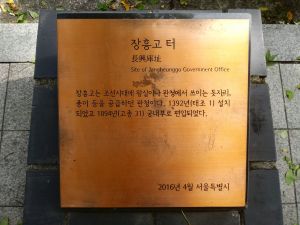 장흥고 터
長興庫址
Site of Jangheunggo Government Office
장흥고는 조선시대에 왕실이나 관청에서 쓰이는 돗자리,
종이 등을 공급하던 관청이다. 1392년(태조 1) 설치
되었고 1894년(고종 31) 궁내부로 편입되었다.
2016년 4월 서울특별시